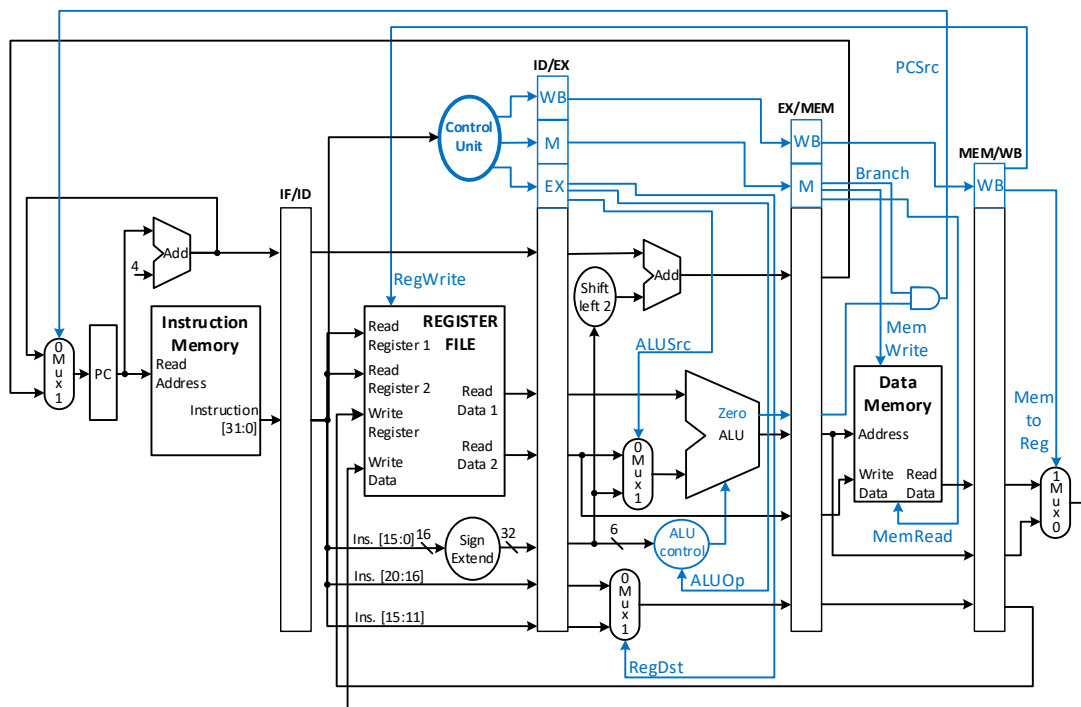 ID/EX
PCSrc
EX/MEM
WB
MEM/WB
Control
Unit
WB
M
Branch
M
WB
EX
IF/ID
Add
4
Add
Shift
left 2
RegWrite
Instruction
Memory
REGISTER
FILE
Read
Register 1
Mem
Write
ALUSrc
0
M
u
x
1
PC
Read
Address
Read
Register 2
Data
Memory
Read
Data 1
Zero
ALU
Mem
to
Reg
Write
Register
Instruction
[31:0]
Address
Read
Data 2
0
M
u
x
1
Write
Data
Write
Data
Read
Data
1
M
u
x
0
Ins. [15:0]
16
Sign
Extend
32
6
ALU
control
MemRead
ALUOp
Ins. [20:16]
0
M
u
x
1
Ins. [15:11]
RegDst